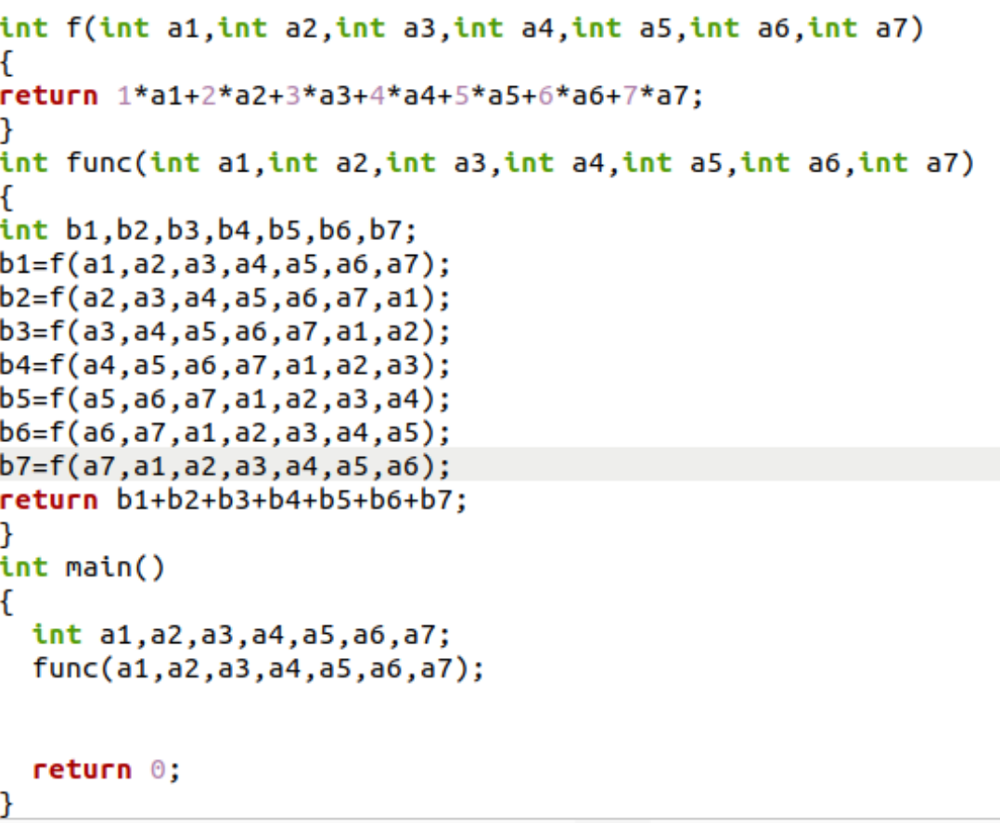 int f(int a1,int a2,int a3,int a4,int a5,int a6,int a7)
{
return 1*a1+2*a2+3*a3+4*a4+5*a5+6*a6+7*a7;
}
int func(int a1,int a2,int a3,int a4,int a5,int a6,int a7)
{
int b1,b2,b3,b4,b5,b6,b7;
b1=f(a1,a2,a3,a4,a5,a6,a7);
b2=f(a2,a3,a4,a5,a6,a7,a1);
b3=f(a3,a4,a5,a6,a7,a1,a2);
b4=f(a4,a5,a6,a7,a1,a2,a3);
b5=f(a5,a6,a7,a1,a2,a3,a4);
b6=f(a6,a7,a1,a2,a3,a4,a5);
b7=f(a7,a1,a2,a3,a4,a5,a6);
return b1+b2+b3+b4+b5+b6+b7;
}
int main()
{
  int a1,a2,a3,a4,a5,a6,a7;
  func(a1,a2,a3,a4,a5,a6,a7);
  return 0;
}